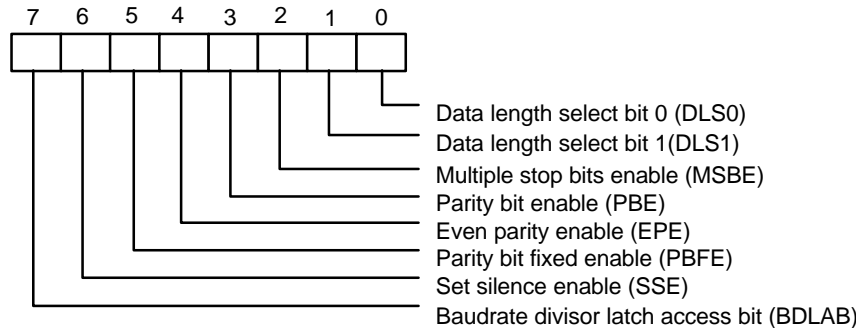 7 6 5 4 3 2 1 0
Data length select bit 0 (DLS0)
Data length select bit 1(DLS1)
Multiple stop bits enable (MSBE)
Parity bit enable (PBE)
Even parity enable (EPE)
Parity bit fixed enable (PBFE)
Set silence enable (SSE)
Baudrate divisor latch access bit (BDLAB)